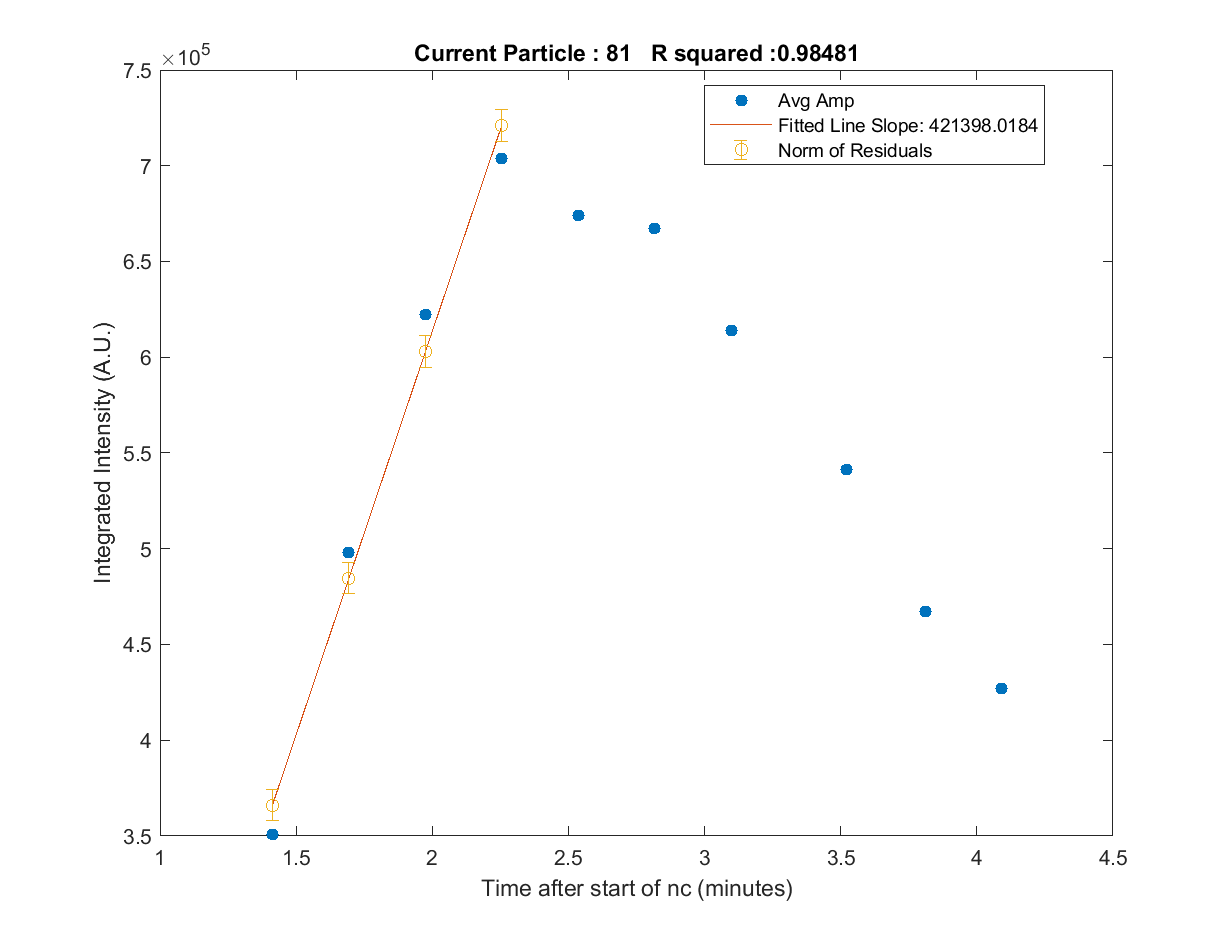 Current Particle : 81   R squared :0.98481
×10^5
7.5
7
6.5
6
5.5
5
4.5
4
3.5
Integrated Intensity (A.U.)
Avg Amp
Fitted Line Slope: 421398.0184
Norm of Residuals
1 1.5 2 2.5 3 3.5 4 4.5
Time after start of nc (minutes)